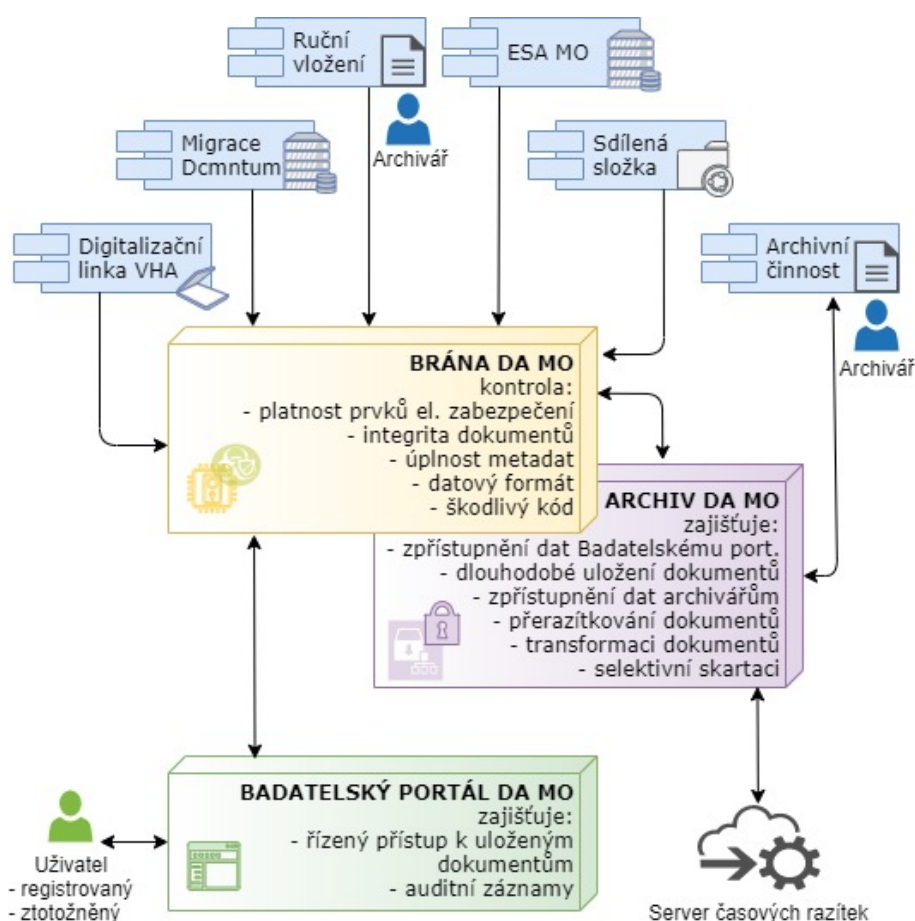 Ruční
vložení
Archivář
ESA MO
Migrace
Dcmntum
Sdílená
složka
Digitalizační
linka VHA
Archivní
činnost
Archivář
BRÁNA DA MO
kontrola:
- platnost prvků el. zabezpečení
- integrita dokumentů
- úplnost metadat
- datový formát
- škodlivý kód
ARCHIV DA MO
zajišťuje:
- zpřístupnění dat Badatelskému port.
- dlouhodobé uložení dokumentů
- zpřístupnění dat archivářům
- přerazítkování dokumentů
- transformaci dokumentů
- selektivní skartaci
BADATELSKÝ PORTÁL DA MO
zajišťuje:
- řízený přístup k uloženým
dokumentům
- auditní záznamy
Uživatel
- registrovaný
- ztotožněný
Server časových razítek